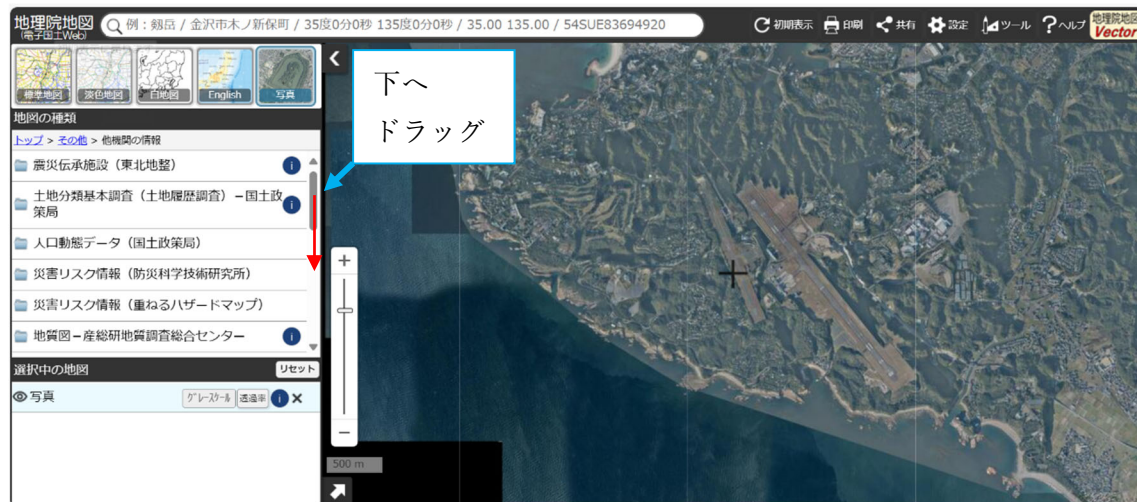 地理院地図
(電子国土Web)
例：剱岳 / 金沢市木ノ新保町 / 35度0分0秒 135度0分0秒 / 35.00 135.00 / 54SUE83694920
初期表示
印刷
共有
設定
ツール
ヘルプ
地理院地図
Vector
標準地図
淡色地図
白地図
English
写真
地図の種類
トップ > その他 > 他機関の情報
震災伝承施設（東北地整）
土地分類基本調査（土地履歴調査）－国土政
策局
人口動態データ（国土政策局）
災害リスク情報（防災科学技術研究所）
災害リスク情報（重ねるハザードマップ）
地質図－産総研地質調査総合センター
選択中の地図
リセット
写真
グレースケール
透過率
下へ
ドラッグ
500 m